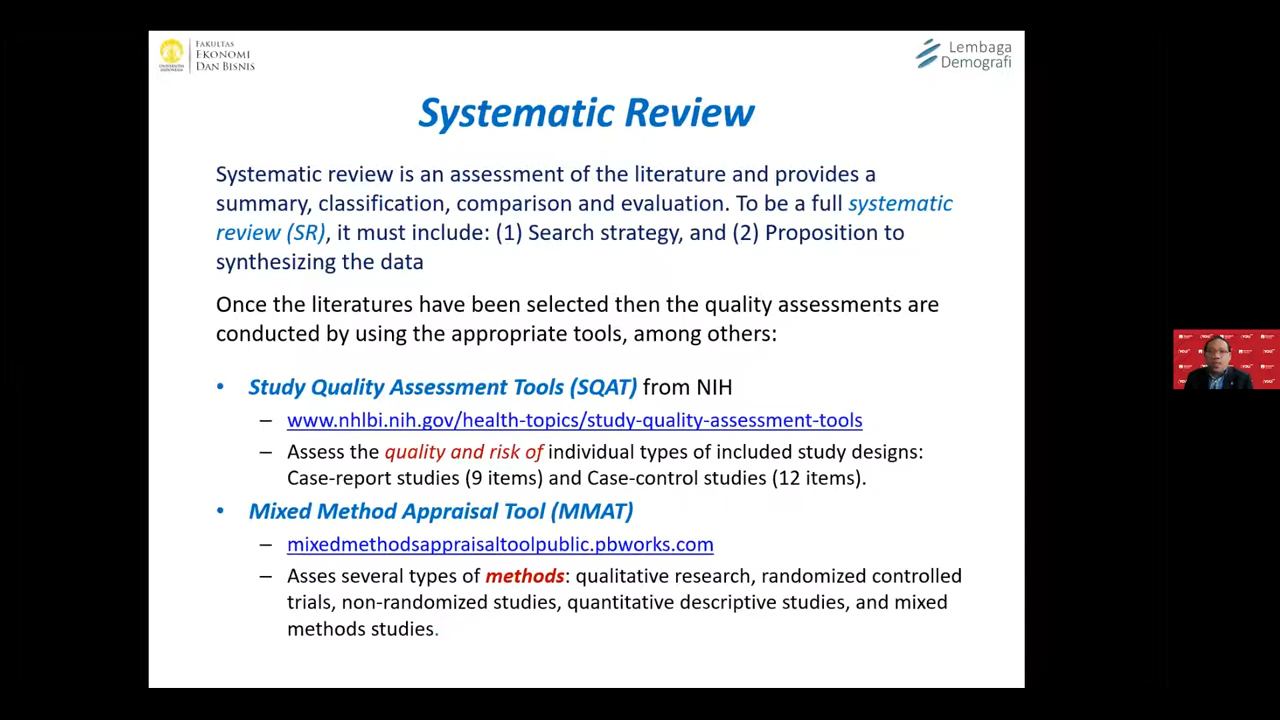 FAKULTAS
EKONOMI
DAN BISNIS
Lembaga
Demografi
Systematic Review
Systematic review is an assessment of the literature and provides a
summary, classification, comparison and evaluation. To be a full systematic
review (SR), it must include: (1) Search strategy, and (2) Proposition to
synthesizing the data
Once the literatures have been selected then the quality assessments are
conducted by using the appropriate tools, among others:
• Study Quality Assessment Tools (SQAT) from NIH
– www.nhlbi.nih.gov/health-topics/study-quality-assessment-tools
– Assess the quality and risk of individual types of included study designs:
Case-report studies (9 items) and Case-control studies (12 items).
• Mixed Method Appraisal Tool (MMAT)
– mixedmethodsappraisaltoolpublic.pbworks.com
– Asses several types of methods: qualitative research, randomized controlled
trials, non-randomized studies, quantitative descriptive studies, and mixed
methods studies.